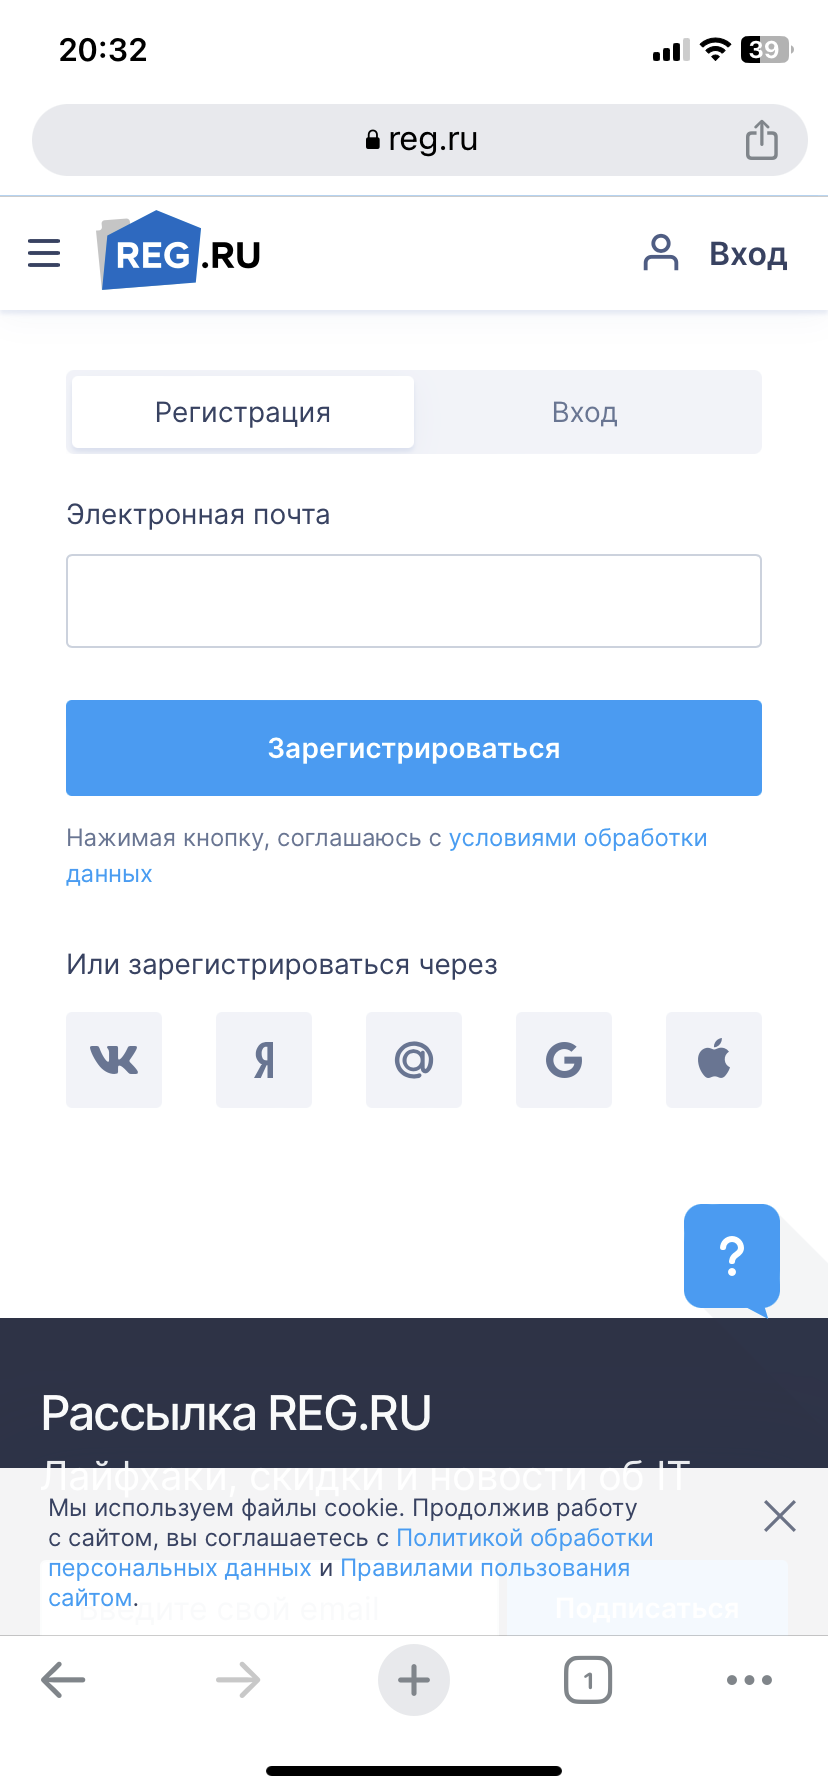 20:32
39
reg.ru
REG.RU
Вход
Регистрация
Вход
Электронная почта
Зарегистрироваться
Нажимая кнопку, соглашаюсь с условиями обработки
данных
Или зарегистрироваться через
Я
@
G
?
Рассылка REG.RU
Лайфхаки, скидки и новости об IT
Мы используем файлы cookie. Продолжив работу
с сайтом, вы соглашаетесь с Политикой обработки
персональных данных и Правилами пользования
сайтом.
Введите свой email
Подписаться
1